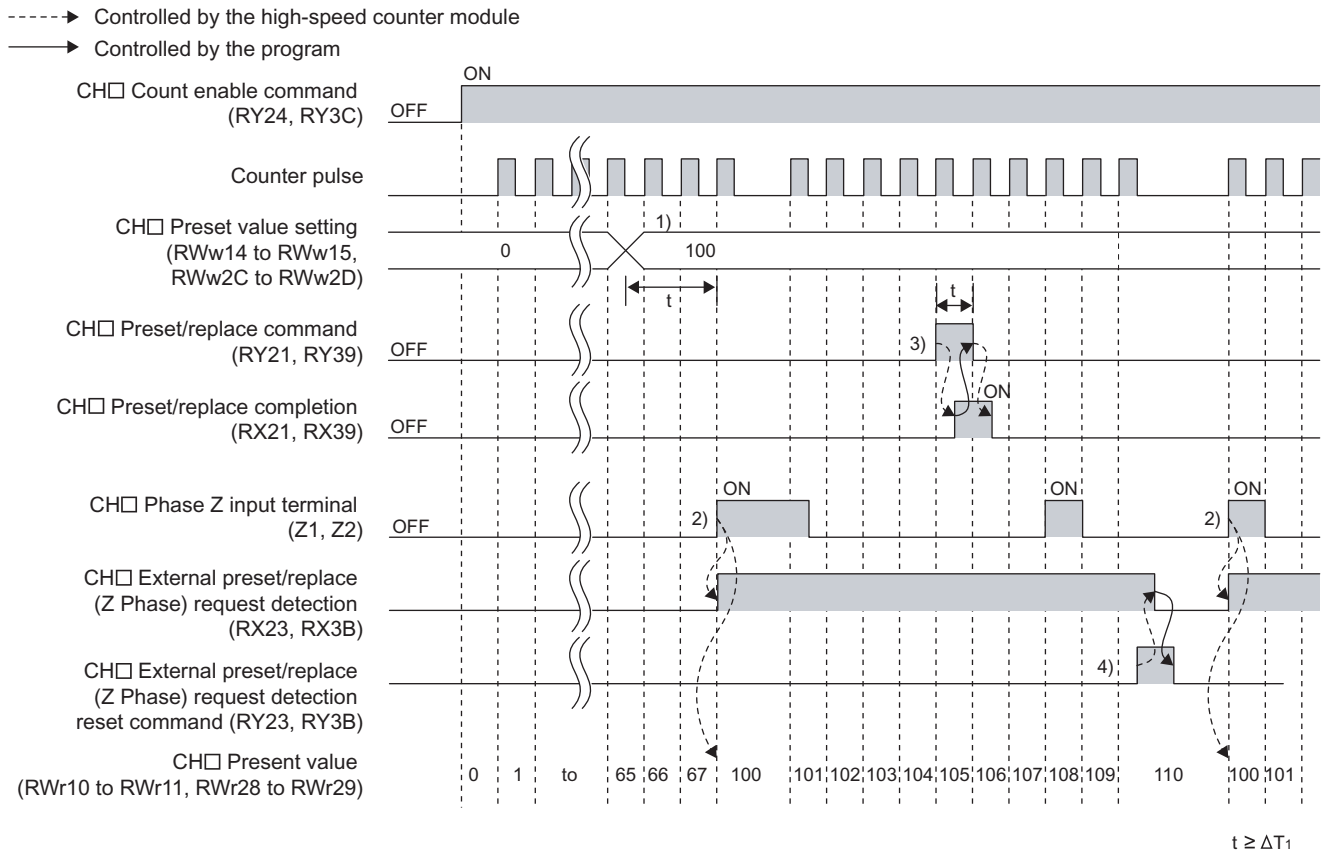 Controlled by the high-speed counter module
Controlled by the program
CH□ Count enable command
(RY24, RY3C)
OFF
ON
Counter pulse
CH□ Preset value setting
(RWw14 to RWw15,
RWw2C to RWw2D)
0
1)
100
t
CH□ Preset/replace command
(RY21, RY39)
OFF
3)
t
CH□ Preset/replace completion
(RX21, RX39)
OFF
ON
CH□ Phase Z input terminal
(Z1, Z2)
OFF
2)
ON
ON
2)
ON
CH□ External preset/replace
(Z Phase) request detection
(RX23, RX3B)
CH□ External preset/replace
(Z Phase) request detection
reset command (RY23, RY3B)
4)
CH□ Present value
(RWr10 to RWr11, RWr28 to RWr29)
0 1 to 65 66 67 100 101 102 103 104 105 106 107 108 109 110 100 101
t ≥ ΔT1